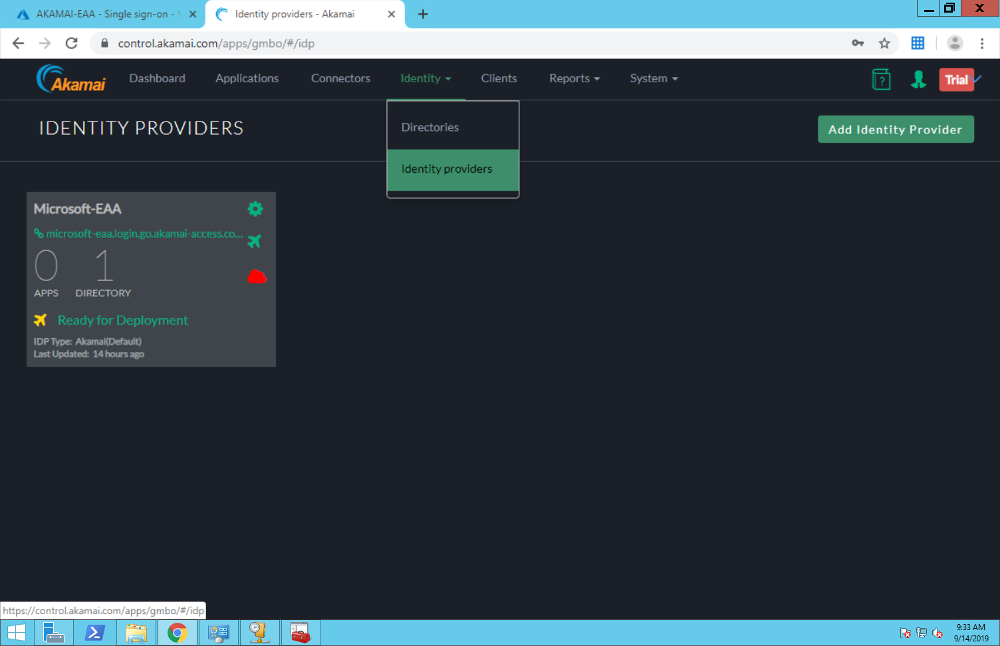 AKAMAI-EAA - Single sign-on -
Identity providers - Akamai
control.akamai.com/apps/gmbo/#/idp
Akamai
Dashboard
Applications
Connectors
Identity
Clients
Reports
System
Trial
IDENTITY PROVIDERS
Directories
Identity providers
Add Identity Provider
Microsoft-EAA
microsoft-eaa.login.go.akamai-access.co...
0 1
APPS DIRECTORY
Ready for Deployment
IDP Type: Akamai(Default)
Last Updated: 14 hours ago
https://control.akamai.com/apps/gmbo/#/idp
9:33 AM
9/14/2019